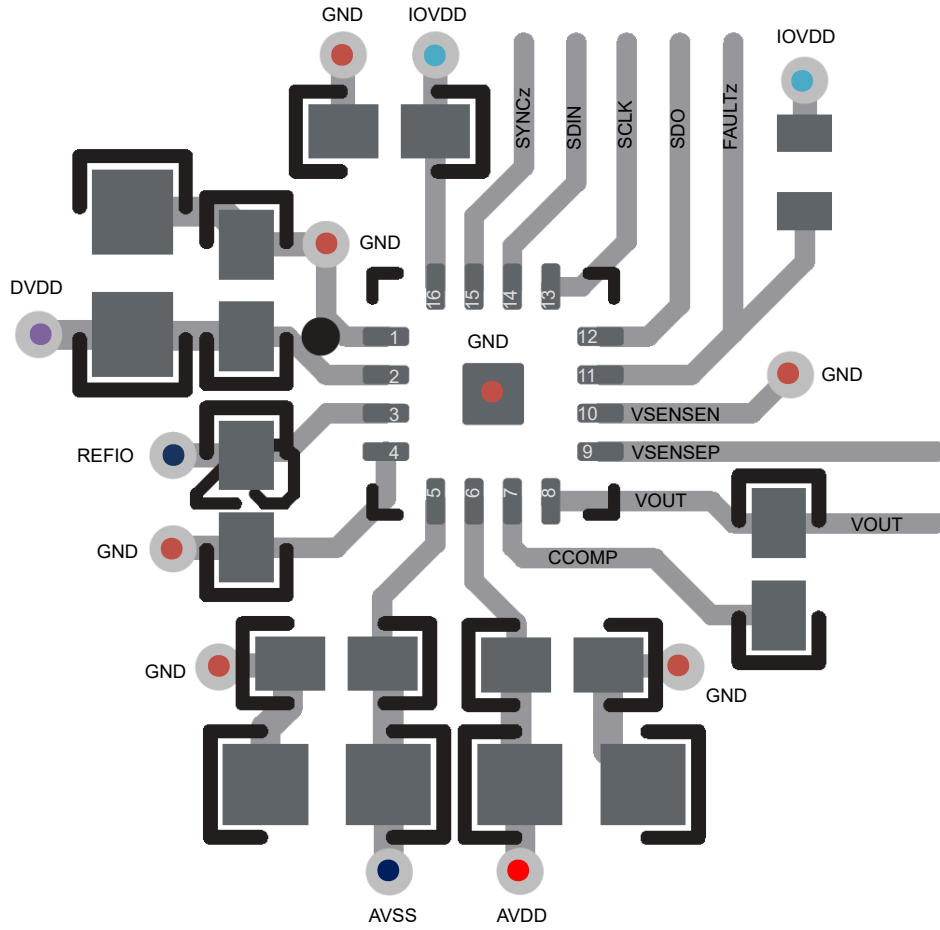 GND
IOVDD
IOVDD
SYNCz
SDIN
SCLK
SDO
FAULTz
GND
DVDD
16
15
14
13
1
12
GND
2
11
GND
3
10
VSENSEN
REFIO
4
9
VSENSEP
5
6
7
8
VOUT
VOUT
GND
CCOMP
GND
GND
AVSS
AVDD